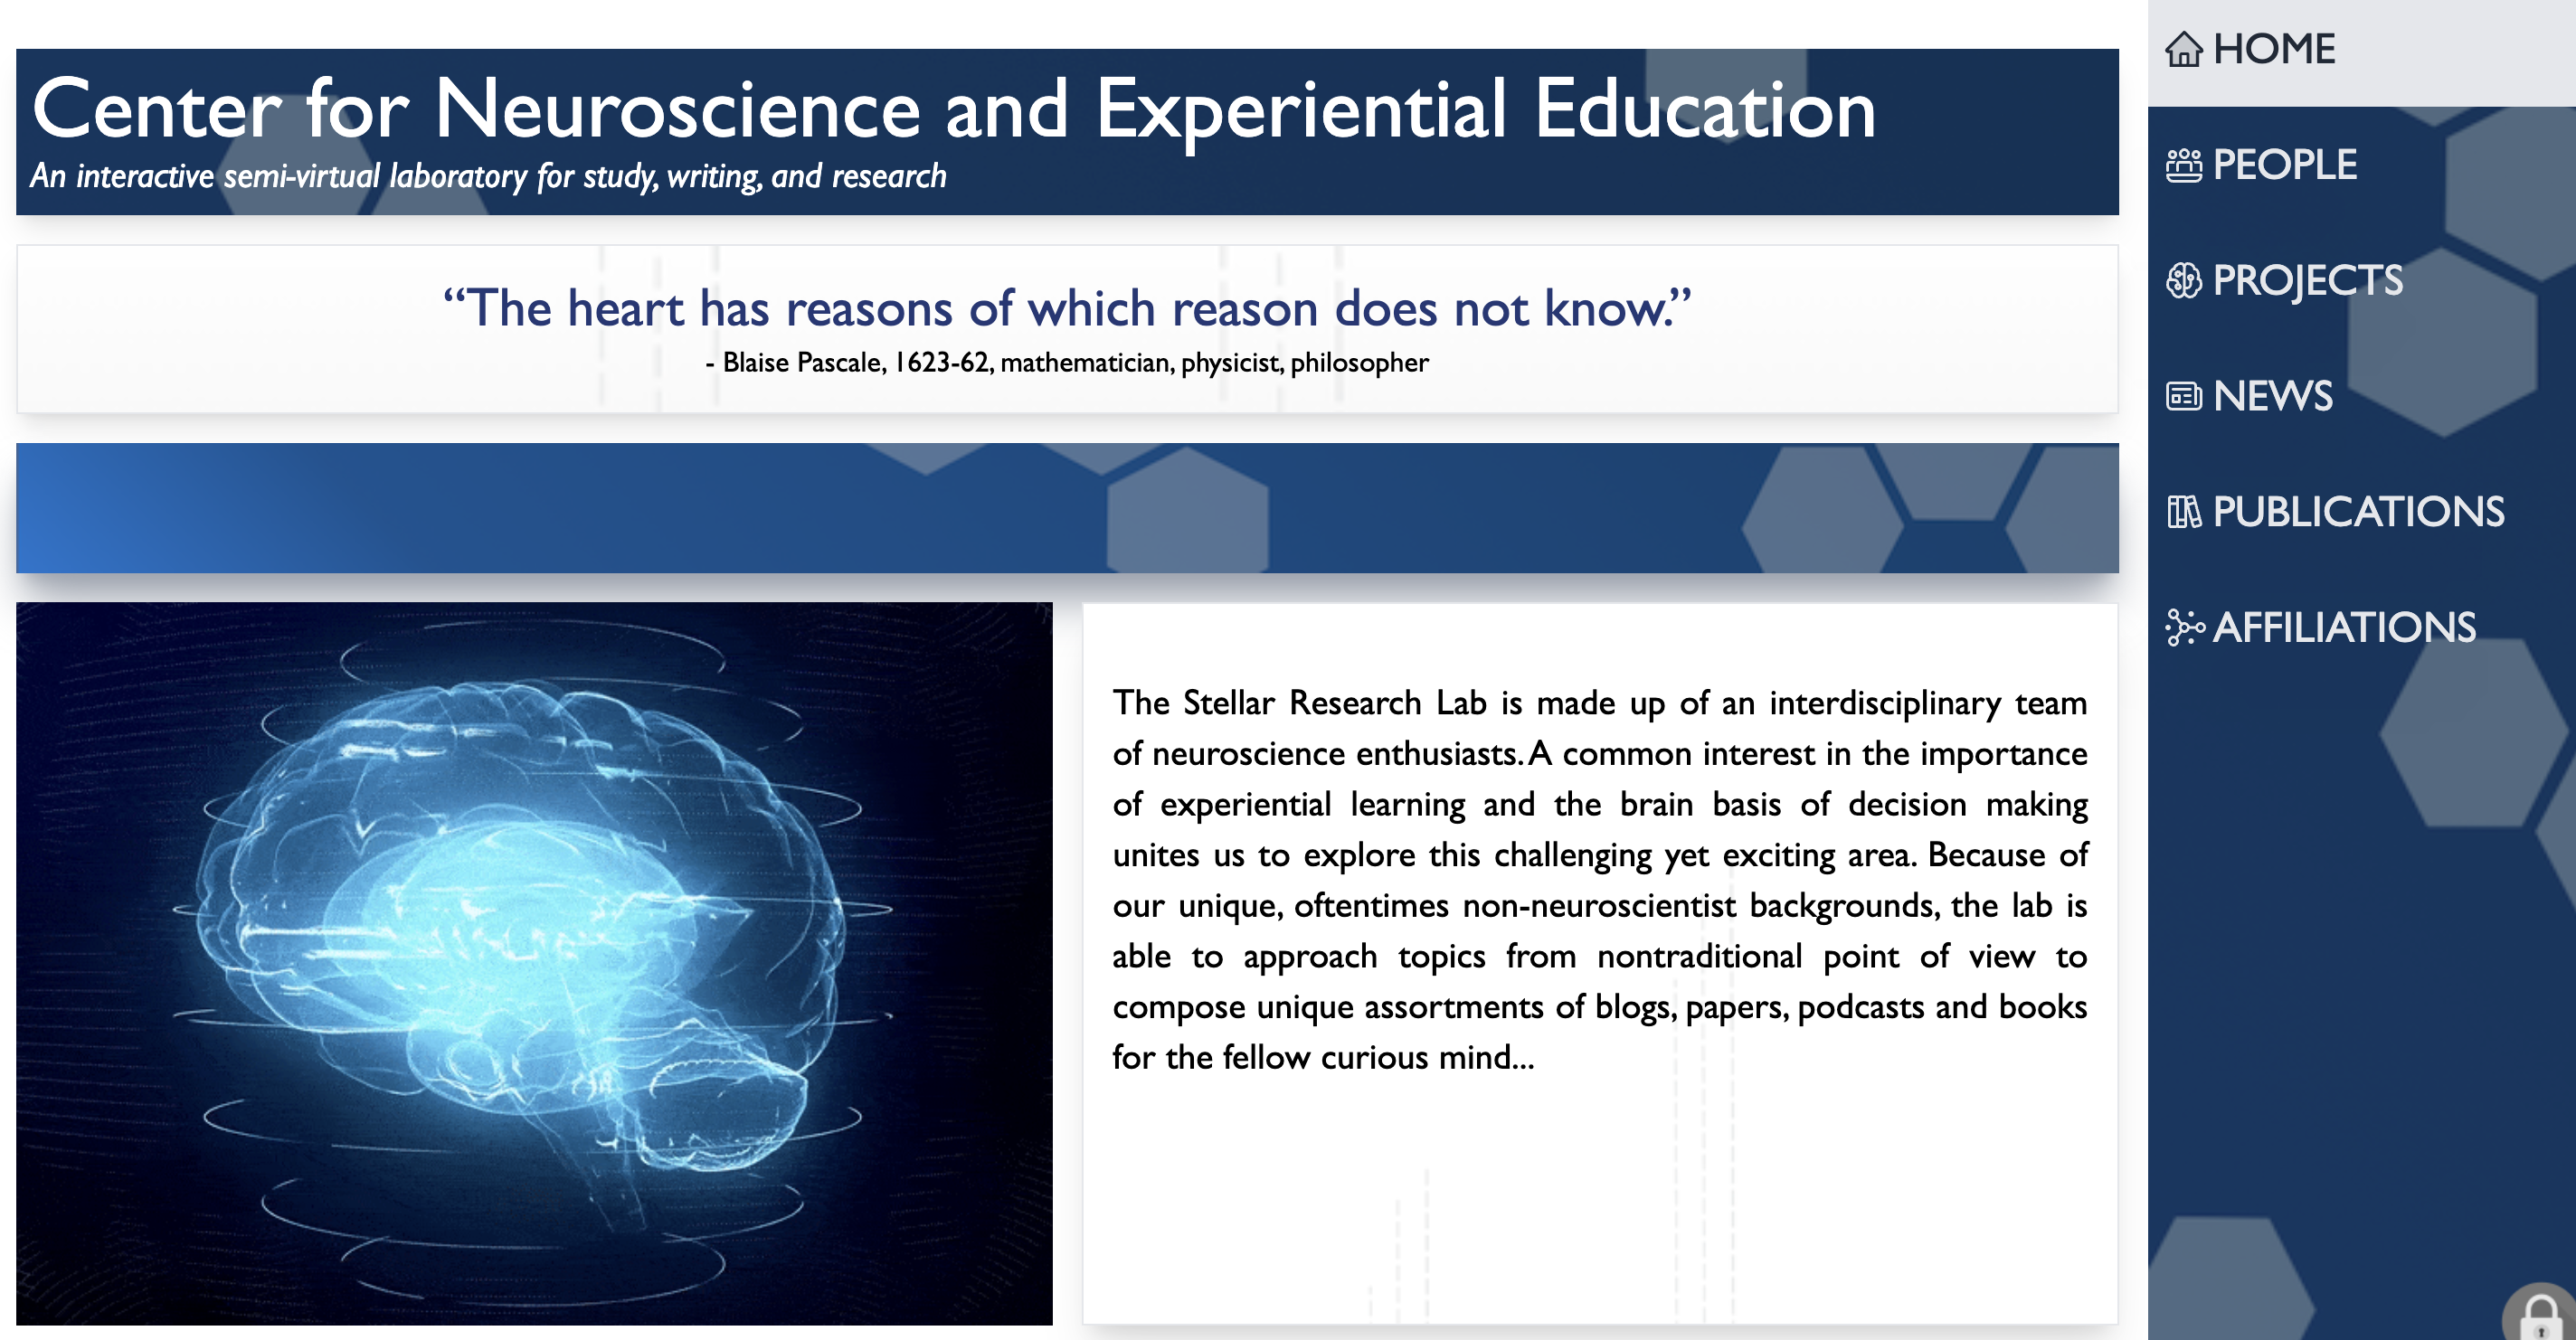 Center for Neuroscience and Experiential Education
An interactive semi-virtual laboratory for study, writing, and research
“The heart has reasons of which reason does not know.”
- Blaise Pascale, 1623-62, mathematician, physicist, philosopher
The Stellar Research Lab is made up of an interdisciplinary team
of neuroscience enthusiasts. A common interest in the importance
of experiential learning and the brain basis of decision making
unites us to explore this challenging yet exciting area. Because of
our unique, oftentimes non-neuroscientist backgrounds, the lab is
able to approach topics from nontraditional point of view to
compose unique assortments of blogs, papers, podcasts and books
for the fellow curious mind...
HOME
PEOPLE
PROJECTS
NEWS
PUBLICATIONS
AFFILIATIONS